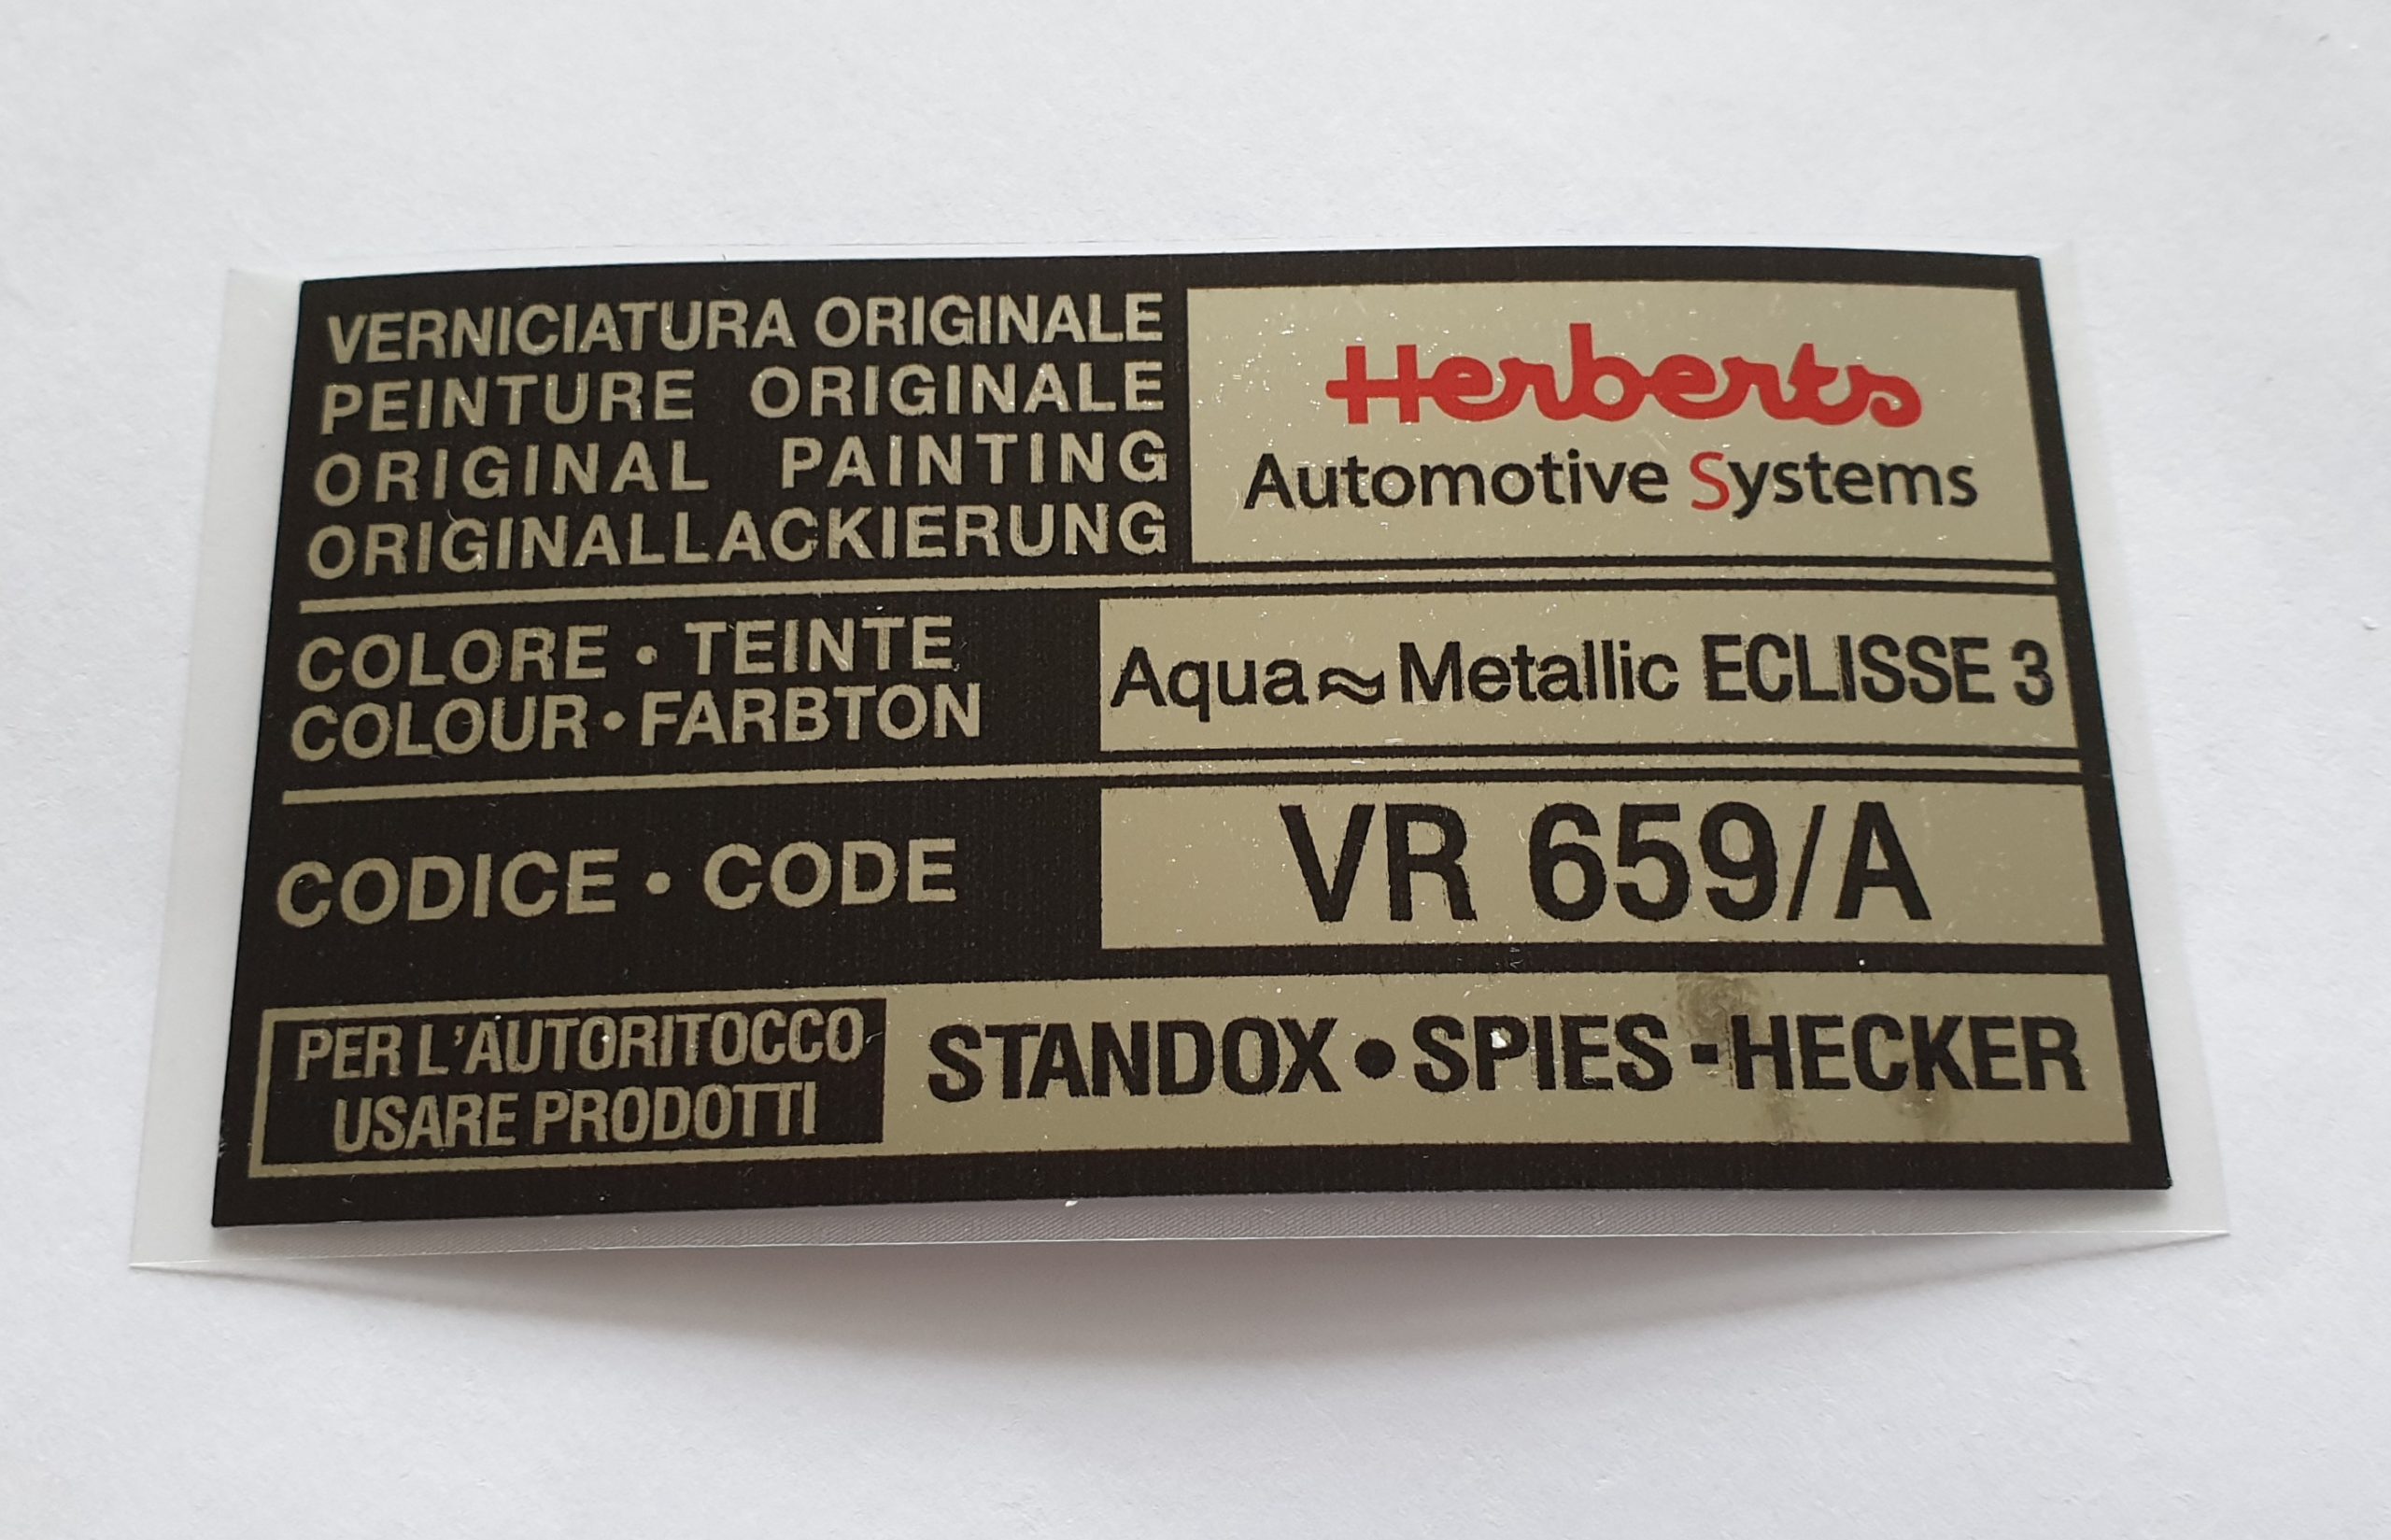 VERNICIATURA ORIGINALE
PEINTURE ORIGINALE
ORIGINAL PAINTING
ORIGINALLACKIERUNG
Herberts
Automotive Systems
COLORE • TEINTE
COLOUR • FARBTON
Aqua≈Metallic ECLISSE 3
CODICE • CODE
VR 659/A
PER L'AUTORITOCCO
USARE PRODOTTI
STANDOX • SPIES - HECKER